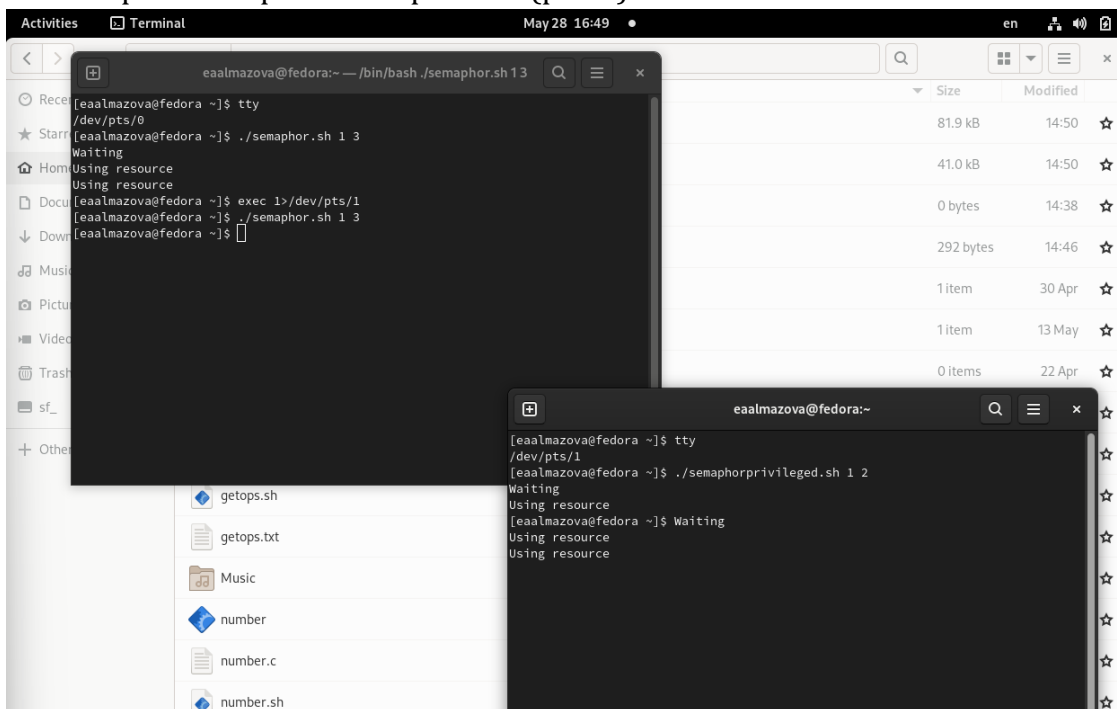 Activities
Terminal
May 28 16:49
en
eaalmazova@fedora:~ — /bin/bash ./semaphor.sh 1 3
[eaalmazova@fedora ~]$ tty
/dev/pts/0
[eaalmazova@fedora ~]$ ./semaphor.sh 1 3
Waiting
Using resource
Using resource
[eaalmazova@fedora ~]$ exec 1>/dev/pts/1
[eaalmazova@fedora ~]$ ./semaphor.sh 1 3
[eaalmazova@fedora ~]$
Size
Modified
81.9 kB
14:50
41.0 kB
14:50
0 bytes
14:38
292 bytes
14:46
1 item
30 Apr
1 item
13 May
0 items
22 Apr
sf_
eaalmazova@fedora:~
[eaalmazova@fedora ~]$ tty
/dev/pts/1
[eaalmazova@fedora ~]$ ./semaphorprivileged.sh 1 2
Waiting
Using resource
[eaalmazova@fedora ~]$ Waiting
Using resource
Using resource
getops.sh
getops.txt
Music
number
number.c
number.sh